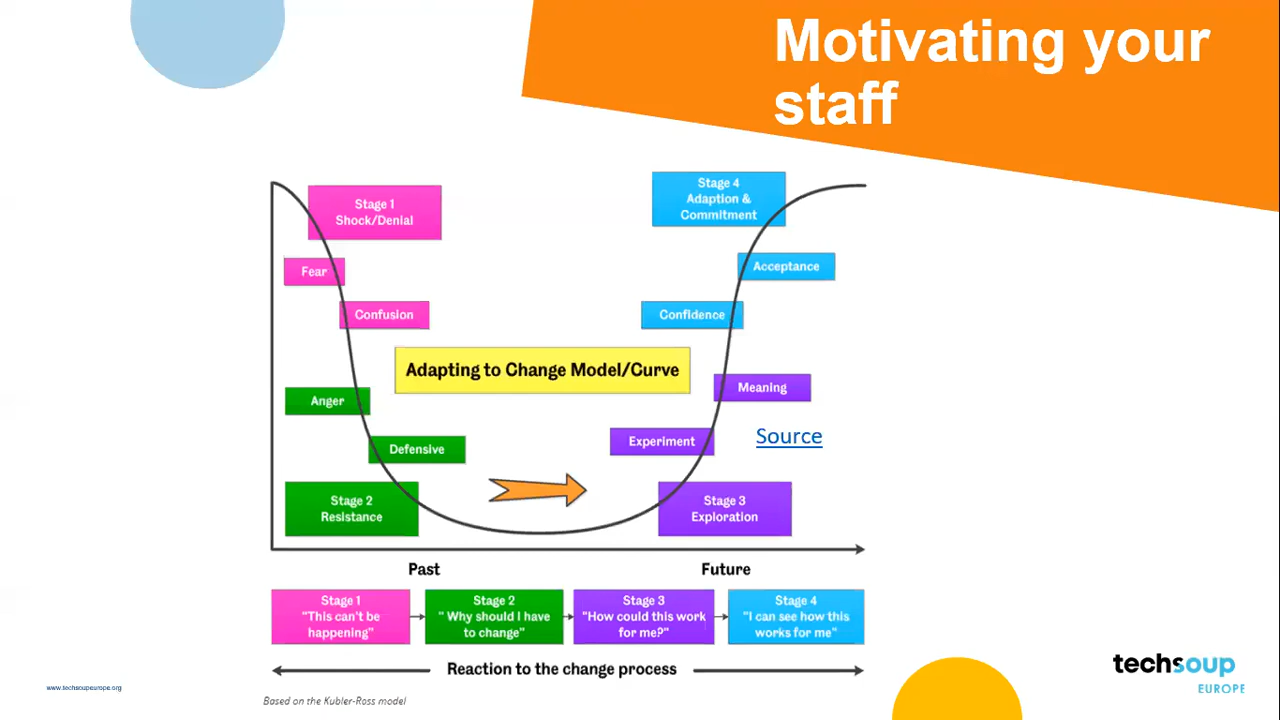 Motivating your
staff
Stage 1
Shock/Denial
Fear
Confusion
Anger
Defensive
Stage 2
Resistance
Adapting to Change Model/Curve
Stage 4
Adaption &
Commitment
Acceptance
Confidence
Meaning
Experiment
Source
Stage 3
Exploration
Past
Future
Stage 1
"This can't be
happening"
Stage 2
" Why should I have
to change"
Stage 3
"How could this work
for me?"
Stage 4
"I can see how this
works for me"
Reaction to the change process
Based on the Kubler-Ross model
www.techsoupeurope.org
techsoup
EUROPE